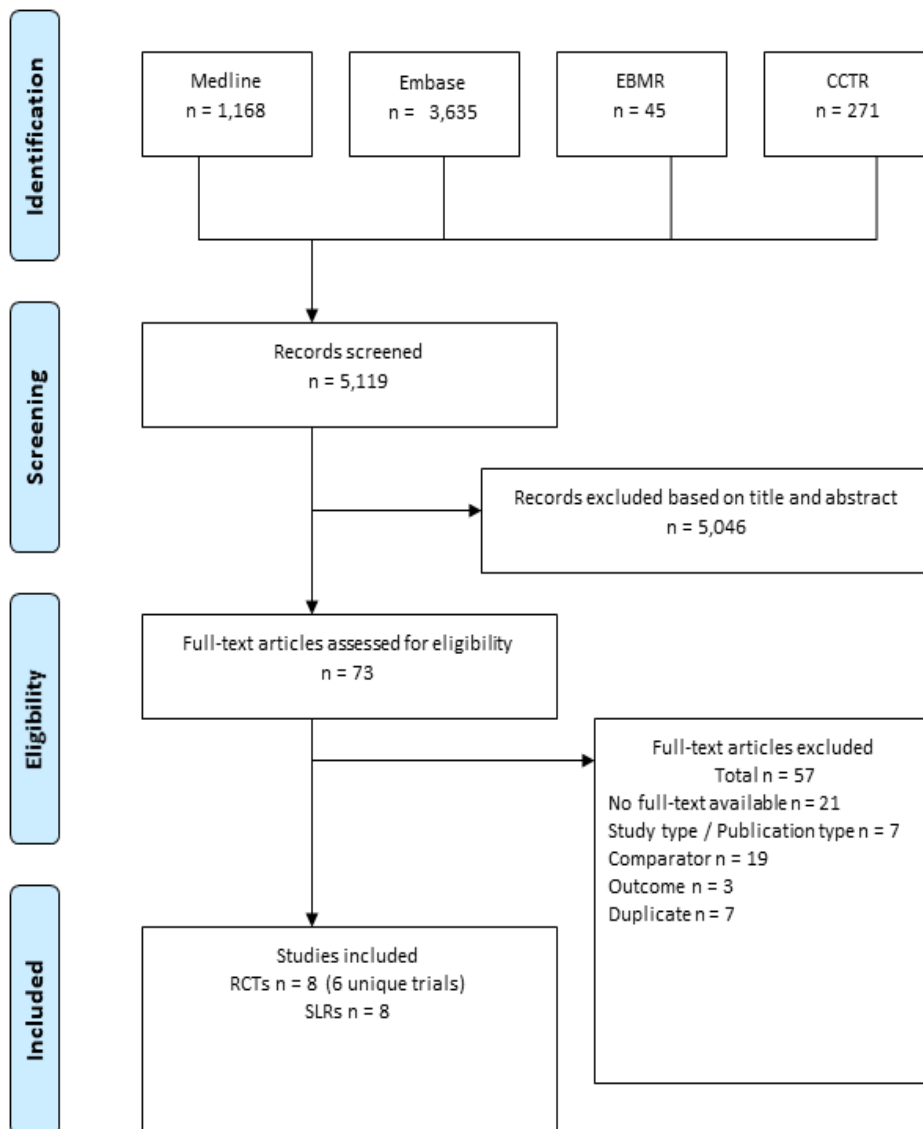 Identification
Medline
n = 1,168
Embase
n = 3,635
EBMR
n = 45
CCTR
n = 271
Screening
Records screened
n = 5,119
Records excluded based on title and abstract
n = 5,046
Eligibility
Full-text articles assessed for eligibility
n = 73
Full-text articles excluded
Total n = 57
No full-text available n = 21
Study type / Publication type n = 7
Comparator n = 19
Outcome n = 3
Duplicate n = 7
Included
Studies included
RCTs n = 8 (6 unique trials)
SLRs n = 8